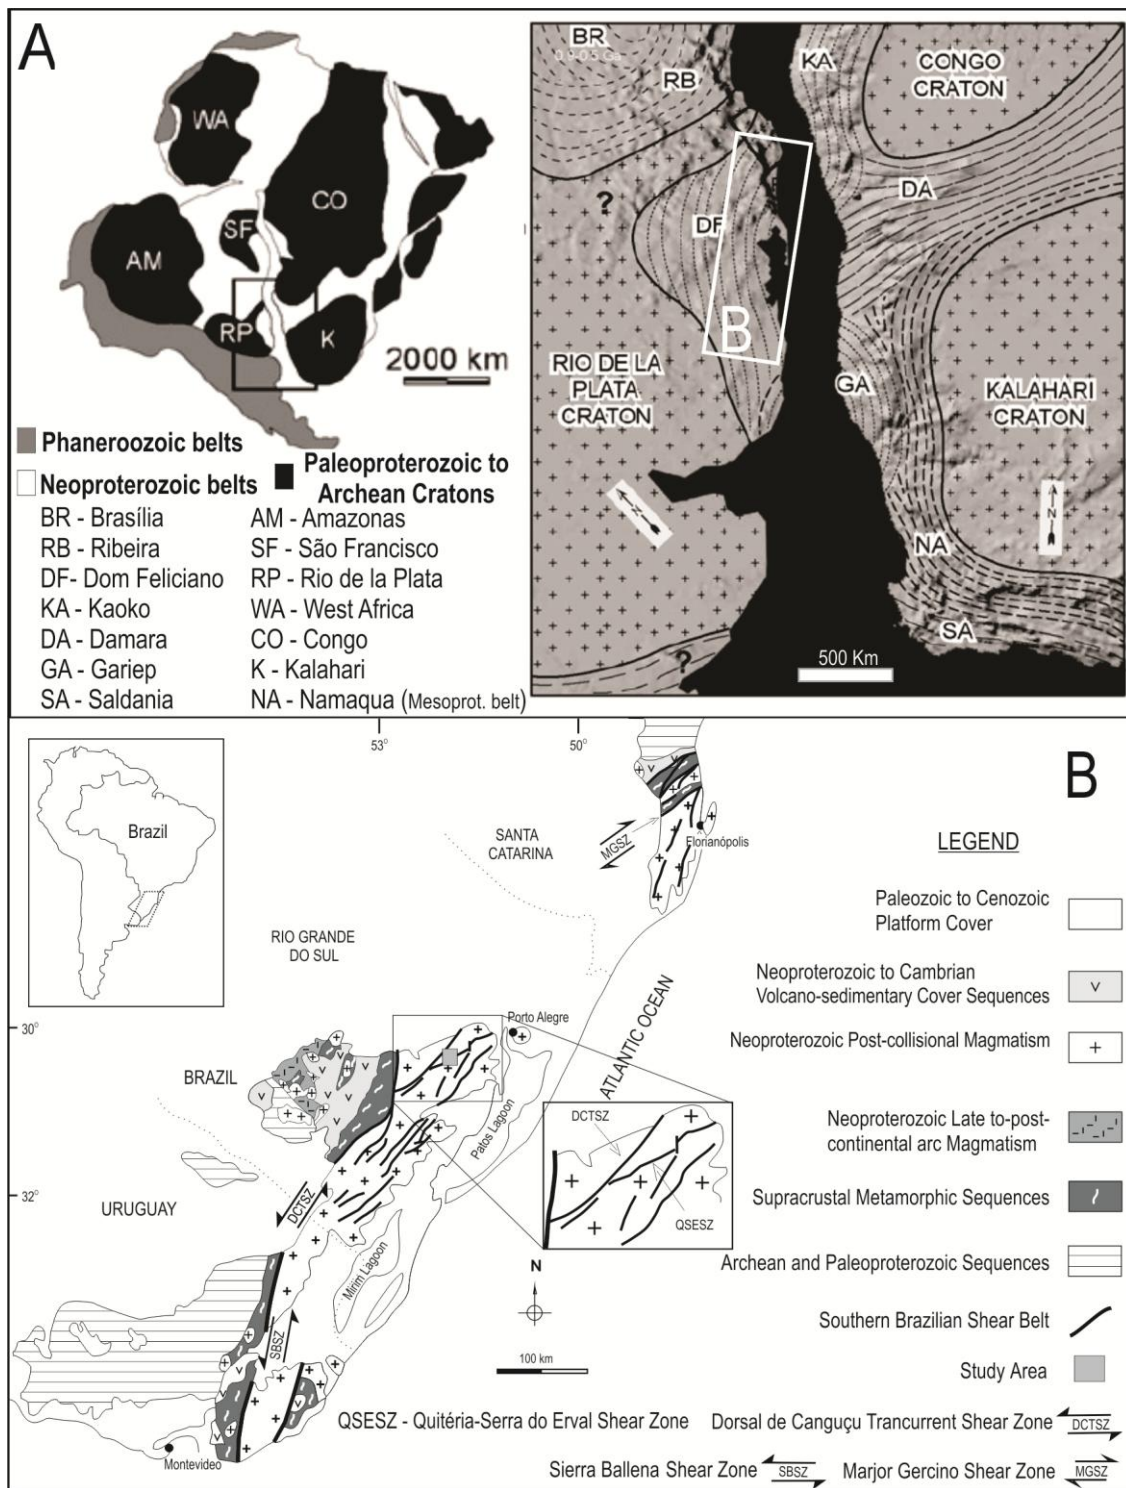 A
WA
CO
SF
AM
RP
K
2000 km
Phaneroozoic belts
Neoproterozoic belts
Paleoproterozoic to
Archean Cratons
BR - Brasília
RB - Ribeira
DF- Dom Feliciano
KA - Kaoko
DA - Damara
GA - Gariep
SA - Saldania
AM - Amazonas
SF - São Francisco
RP - Rio de la Plata
WA - West Africa
CO - Congo
K - Kalahari
NA - Namaqua (Mesoprot. belt)
BR
RB
KA
CONGO
CRATON
DA
?
DF
B
RIO DE LA
PLATA
CRATON
GA
KALAHARI
CRATON
N
N
NA
SA
?
500 Km
53°
50°
B
Brazil
SANTA
CATARINA
MGSZ
Florianópolis
RIO GRANDE
DO SUL
30°
Porto Alegre
ATLANTIC OCEAN
BRAZIL
Patos Lagoon
DCTSZ
QSESZ
32°
URUGUAY
DCTSZ
Mirim Lagoon
N
SBSZ
100 km
Montevideo
LEGEND
Paleozoic to Cenozoic
Platform Cover
Neoproterozoic to Cambrian
Volcano-sedimentary Cover Sequences
Neoproterozoic Post-collisional Magmatism
Neoproterozoic Late to-post-
continental arc Magmatism
Supracrustal Metamorphic Sequences
Archean and Paleoproterozoic Sequences
Southern Brazilian Shear Belt
Study Area
QSESZ - Quitéria-Serra do Erval Shear Zone
Dorsal de Canguçu Trancurrent Shear Zone DCTSZ
Sierra Ballena Shear Zone SBSZ
Marjor Gercino Shear Zone MGSZ